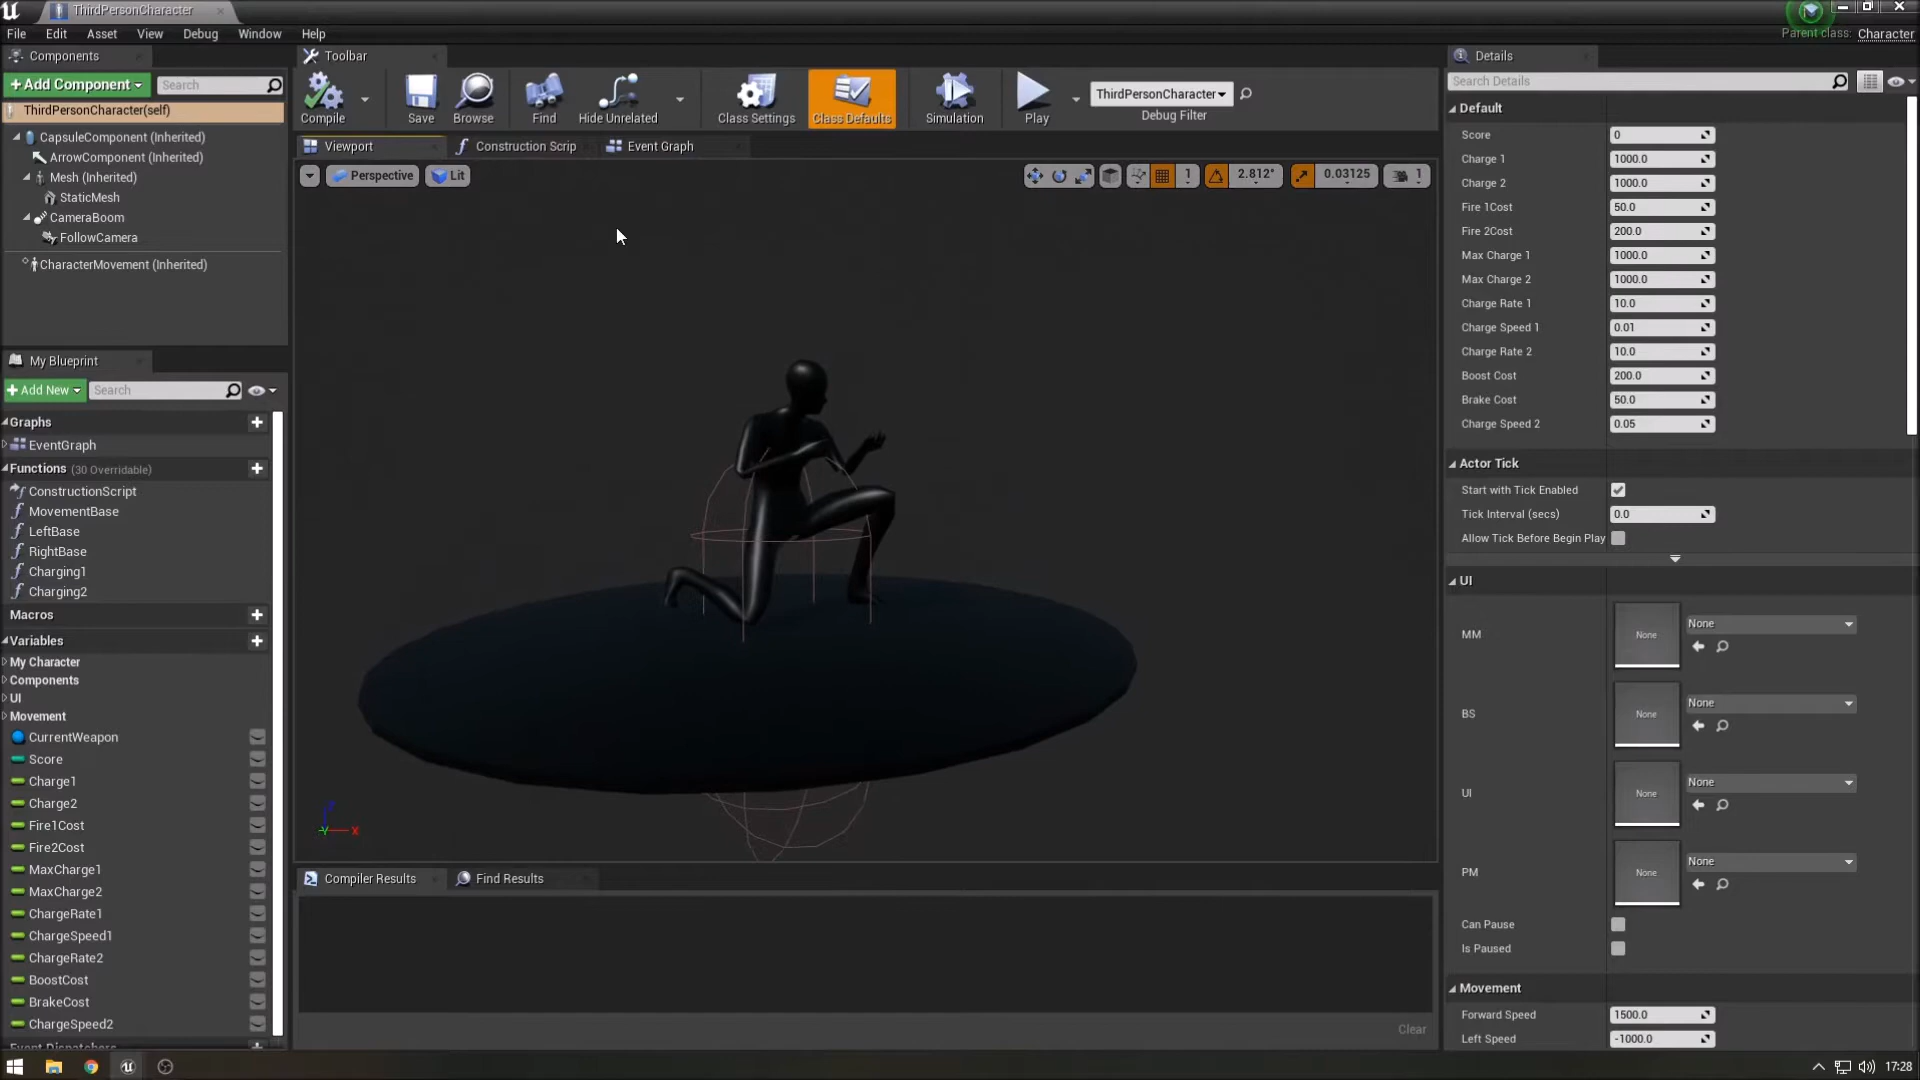 ThirdPersonCharacter
File Edit Asset View Debug Window Help
Parent class: Character
Components
+Add Component
Search
ThirdPersonCharacter(self)
CapsuleComponent (Inherited)
ArrowComponent (Inherited)
Mesh (Inherited)
StaticMesh
CameraBoom
FollowCamera
CharacterMovement (Inherited)
My Blueprint
+Add New
Search
Graphs
EventGraph
Functions (30 Overridable)
ConstructionScript
MovementBase
LeftBase
RightBase
Charging1
Charging2
Macros
Variables
My Character
Components
UI
Movement
CurrentWeapon
Score
Charge1
Charge2
Fire1Cost
Fire2Cost
MaxCharge1
MaxCharge2
ChargeRate1
ChargeSpeed1
ChargeRate2
BoostCost
BrakeCost
ChargeSpeed2
Event Dispatchers
Toolbar
Compile
Save
Browse
Find
Hide Unrelated
Class Settings
Class Defaults
Simulation
Play
ThirdPersonCharacter
Debug Filter
Viewport
Construction Scrip
Event Graph
Perspective
Lit
1
2.812°
0.03125
1
Y X
Compiler Results
Find Results
Clear
Details
Search Details
Default
Score 0
Charge 1 1000.0
Charge 2 1000.0
Fire 1Cost 50.0
Fire 2Cost 200.0
Max Charge 1 1000.0
Max Charge 2 1000.0
Charge Rate 1 10.0
Charge Speed 1 0.01
Charge Rate 2 10.0
Boost Cost 200.0
Brake Cost 50.0
Charge Speed 2 0.05
Actor Tick
Start with Tick Enabled
Tick Interval (secs) 0.0
Allow Tick Before Begin Play
UI
MM None None
BS None None
UI None None
PM None None
Can Pause
Is Paused
Movement
Forward Speed 1500.0
Left Speed -1000.0
17:28